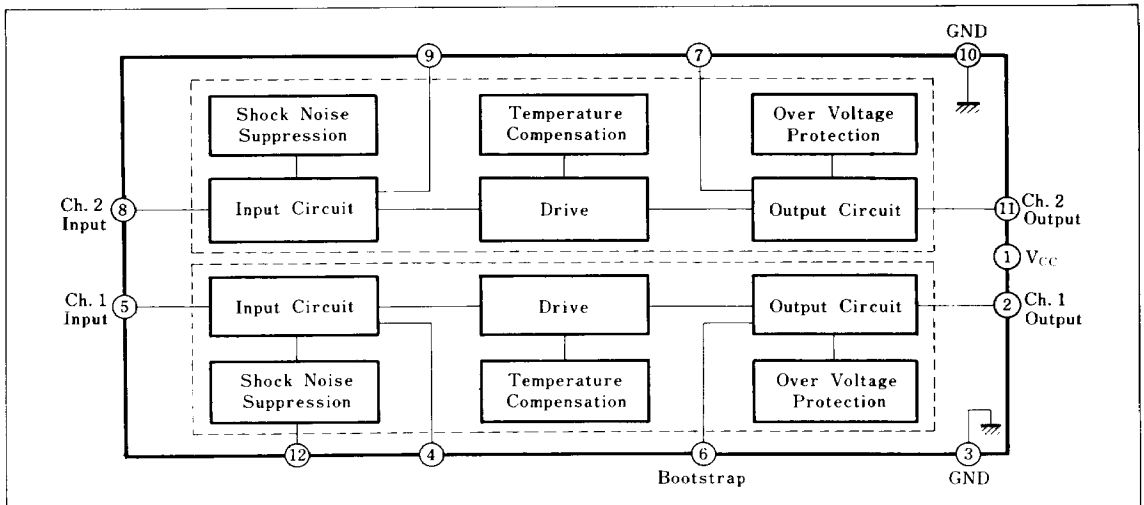 GND
9
7
10
Shock Noise
Suppression
Temperature
Compensation
Over Voltage
Protection
Ch. 2
Input
8
Input Circuit
Drive
Output Circuit
11
Ch. 2
Output
1
VCC
Ch. 1
Input
5
Input Circuit
Drive
Output Circuit
2
Ch. 1
Output
Shock Noise
Suppression
Temperature
Compensation
Over Voltage
Protection
12
4
6
3
Bootstrap
GND